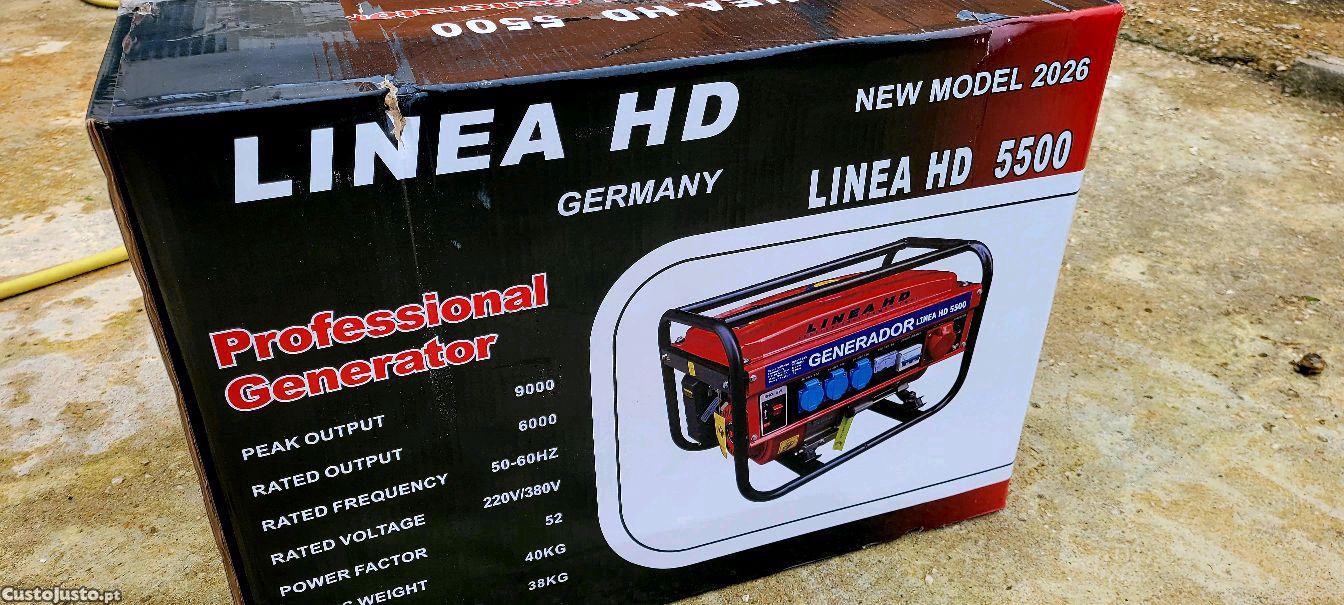 LINEA HD 5500
LINEA HD
GERMANY
NEW MODEL 2026
LINEA HD 5500
Professional
Generator
PEAK OUTPUT 9000
RATED OUTPUT 6000
RATED FREQUENCY 50-60HZ
RATED VOLTAGE 220V/380V
POWER FACTOR 52
WEIGHT 40KG
38KG
LINEA HD
GENERADOR LINEA HD 5500
CustoJusto.pt